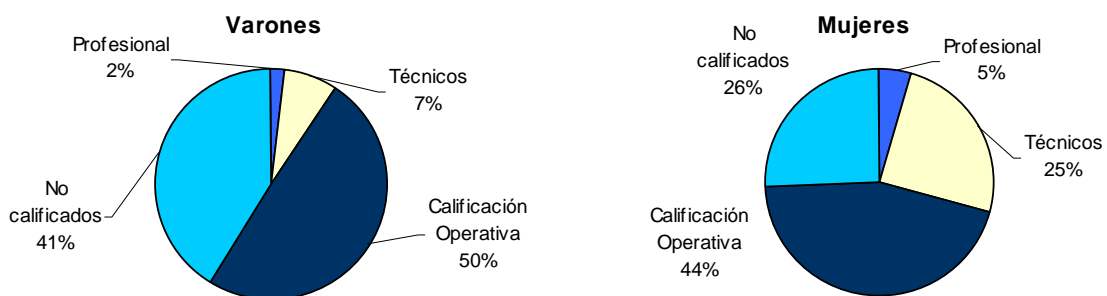 Varones
Profesional
2%
Técnicos
7%
Calificación
Operativa
50%
No
calificados
41%
Mujeres
Profesional
5%
Técnicos
25%
Calificación
Operativa
44%
No
calificados
26%